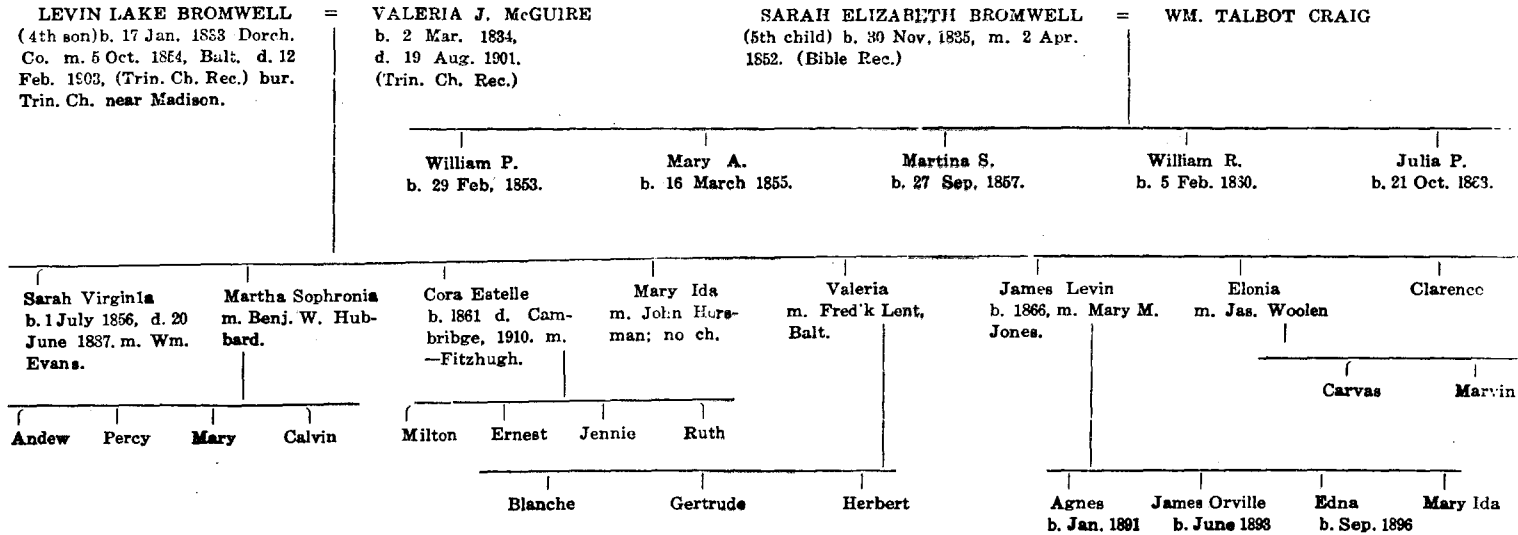 LEVIN LAKE BROMWELL = VALERIA J. McGUIRE
(4th son) b. 17 Jan. 1833 Dorch.
Co. m. 5 Oct. 1854, Balt. d. 12
Feb. 1903, (Trin. Ch. Rec.) bur.
Trin. Ch. near Madison.
b. 2 Mar. 1834,
d. 19 Aug. 1901.
(Trin. Ch. Rec.)
SARAH ELIZABETH BROMWELL = WM. TALBOT CRAIG
(5th child) b. 30 Nov, 1835, m. 2 Apr.
1852. (Bible Rec.)
William P.
b. 29 Feb, 1853.
Mary A.
b. 16 March 1855.
Martina S.
b. 27 Sep, 1857.
William R.
b. 5 Feb. 1860.
Julia P.
b. 21 Oct. 1863.
Sarah Virginia
b. 1 July 1856, d. 20
June 1887. m. Wm.
Evans.
Martha Sophronia
m. Benj. W. Hub-
bard.
Cora Estelle
b. 1861 d. Cam-
bribge, 1910. m.
—Fitzhugh.
Mary Ida
m. John Hurs-
man; no ch.
Valeria
m. Fred'k Lent,
Balt.
James Levin
b. 1866, m. Mary M.
Jones.
Elonia
m. Jas. Woolen
Clarence
Carvas Marvin
Andew Percy Mary Calvin
Milton Ernest Jennie Ruth
Blanche Gertrude Herbert
Agnes
b. Jan. 1891
James Orville
b. June 1893
Edna
b. Sep. 1896
Mary Ida